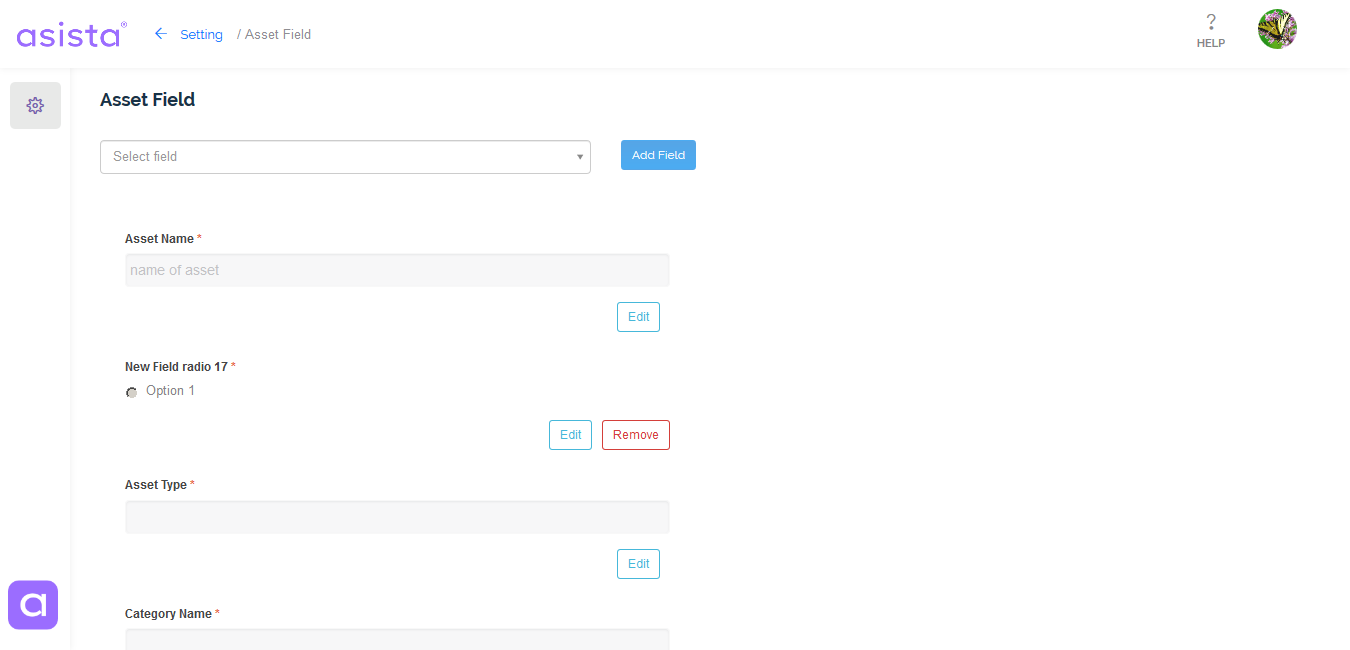 asista®
Setting / Asset Field
?
HELP
Asset Field
Select field
Add Field
Asset Name *
name of asset
Edit
New Field radio 17 *
Option 1
Edit Remove
Asset Type *
Edit
a
Category Name *